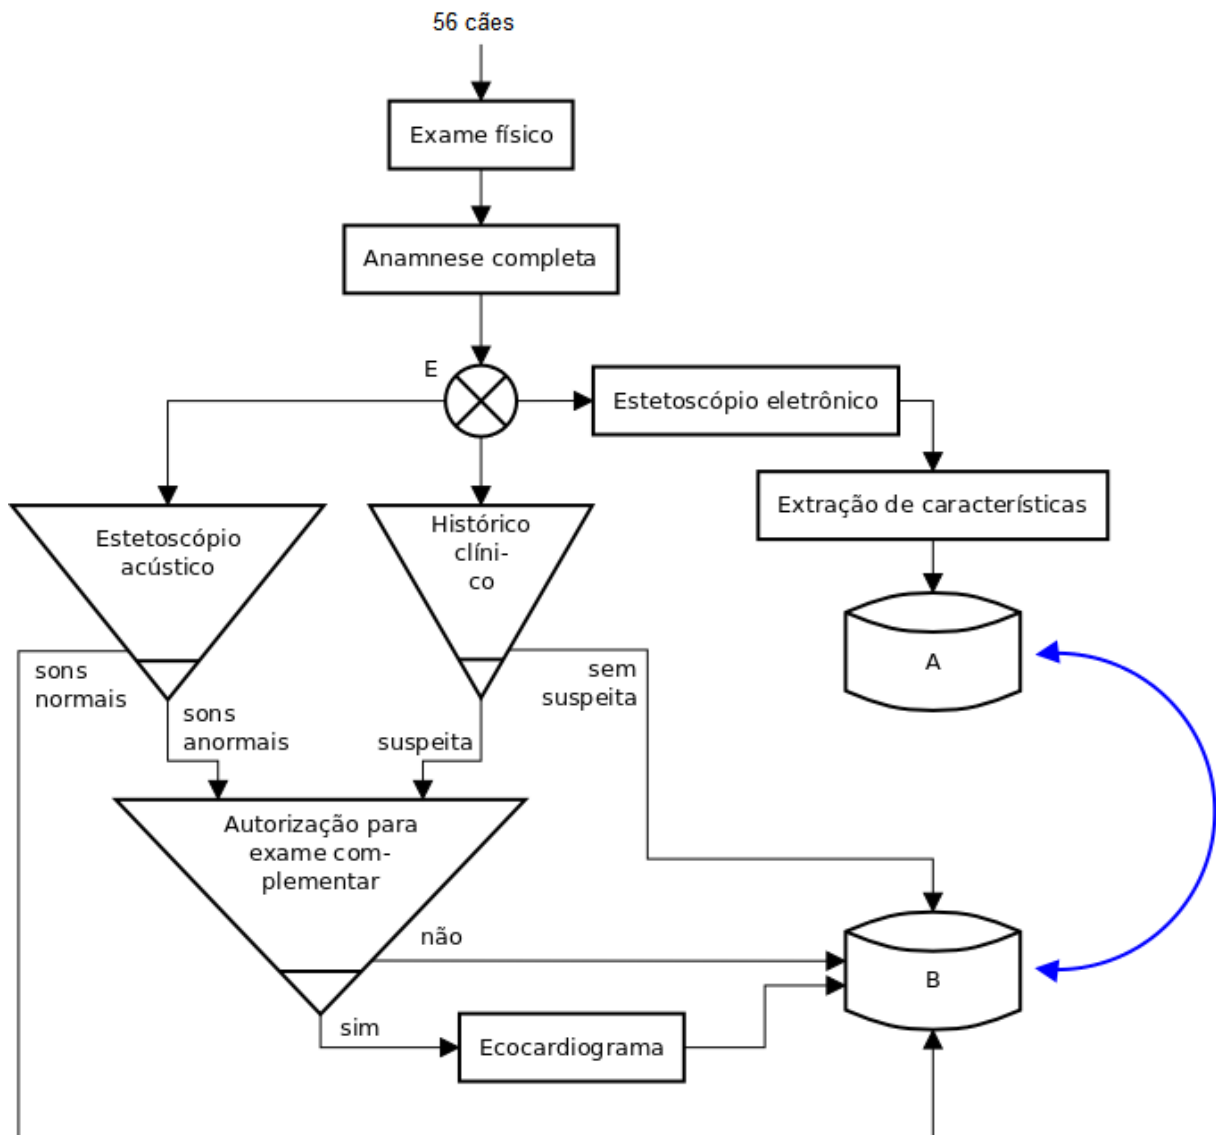 56 cães
Exame físico
Anamnese completa
E
Estetoscópio eletrônico
Extração de características
Estetoscópio
acústico
Histórico
clíni-
co
A
sons
normais
sem
suspeita
sons
anormais
suspeita
Autorização para
exame com-
plementar
não
B
sim
Ecocardiograma